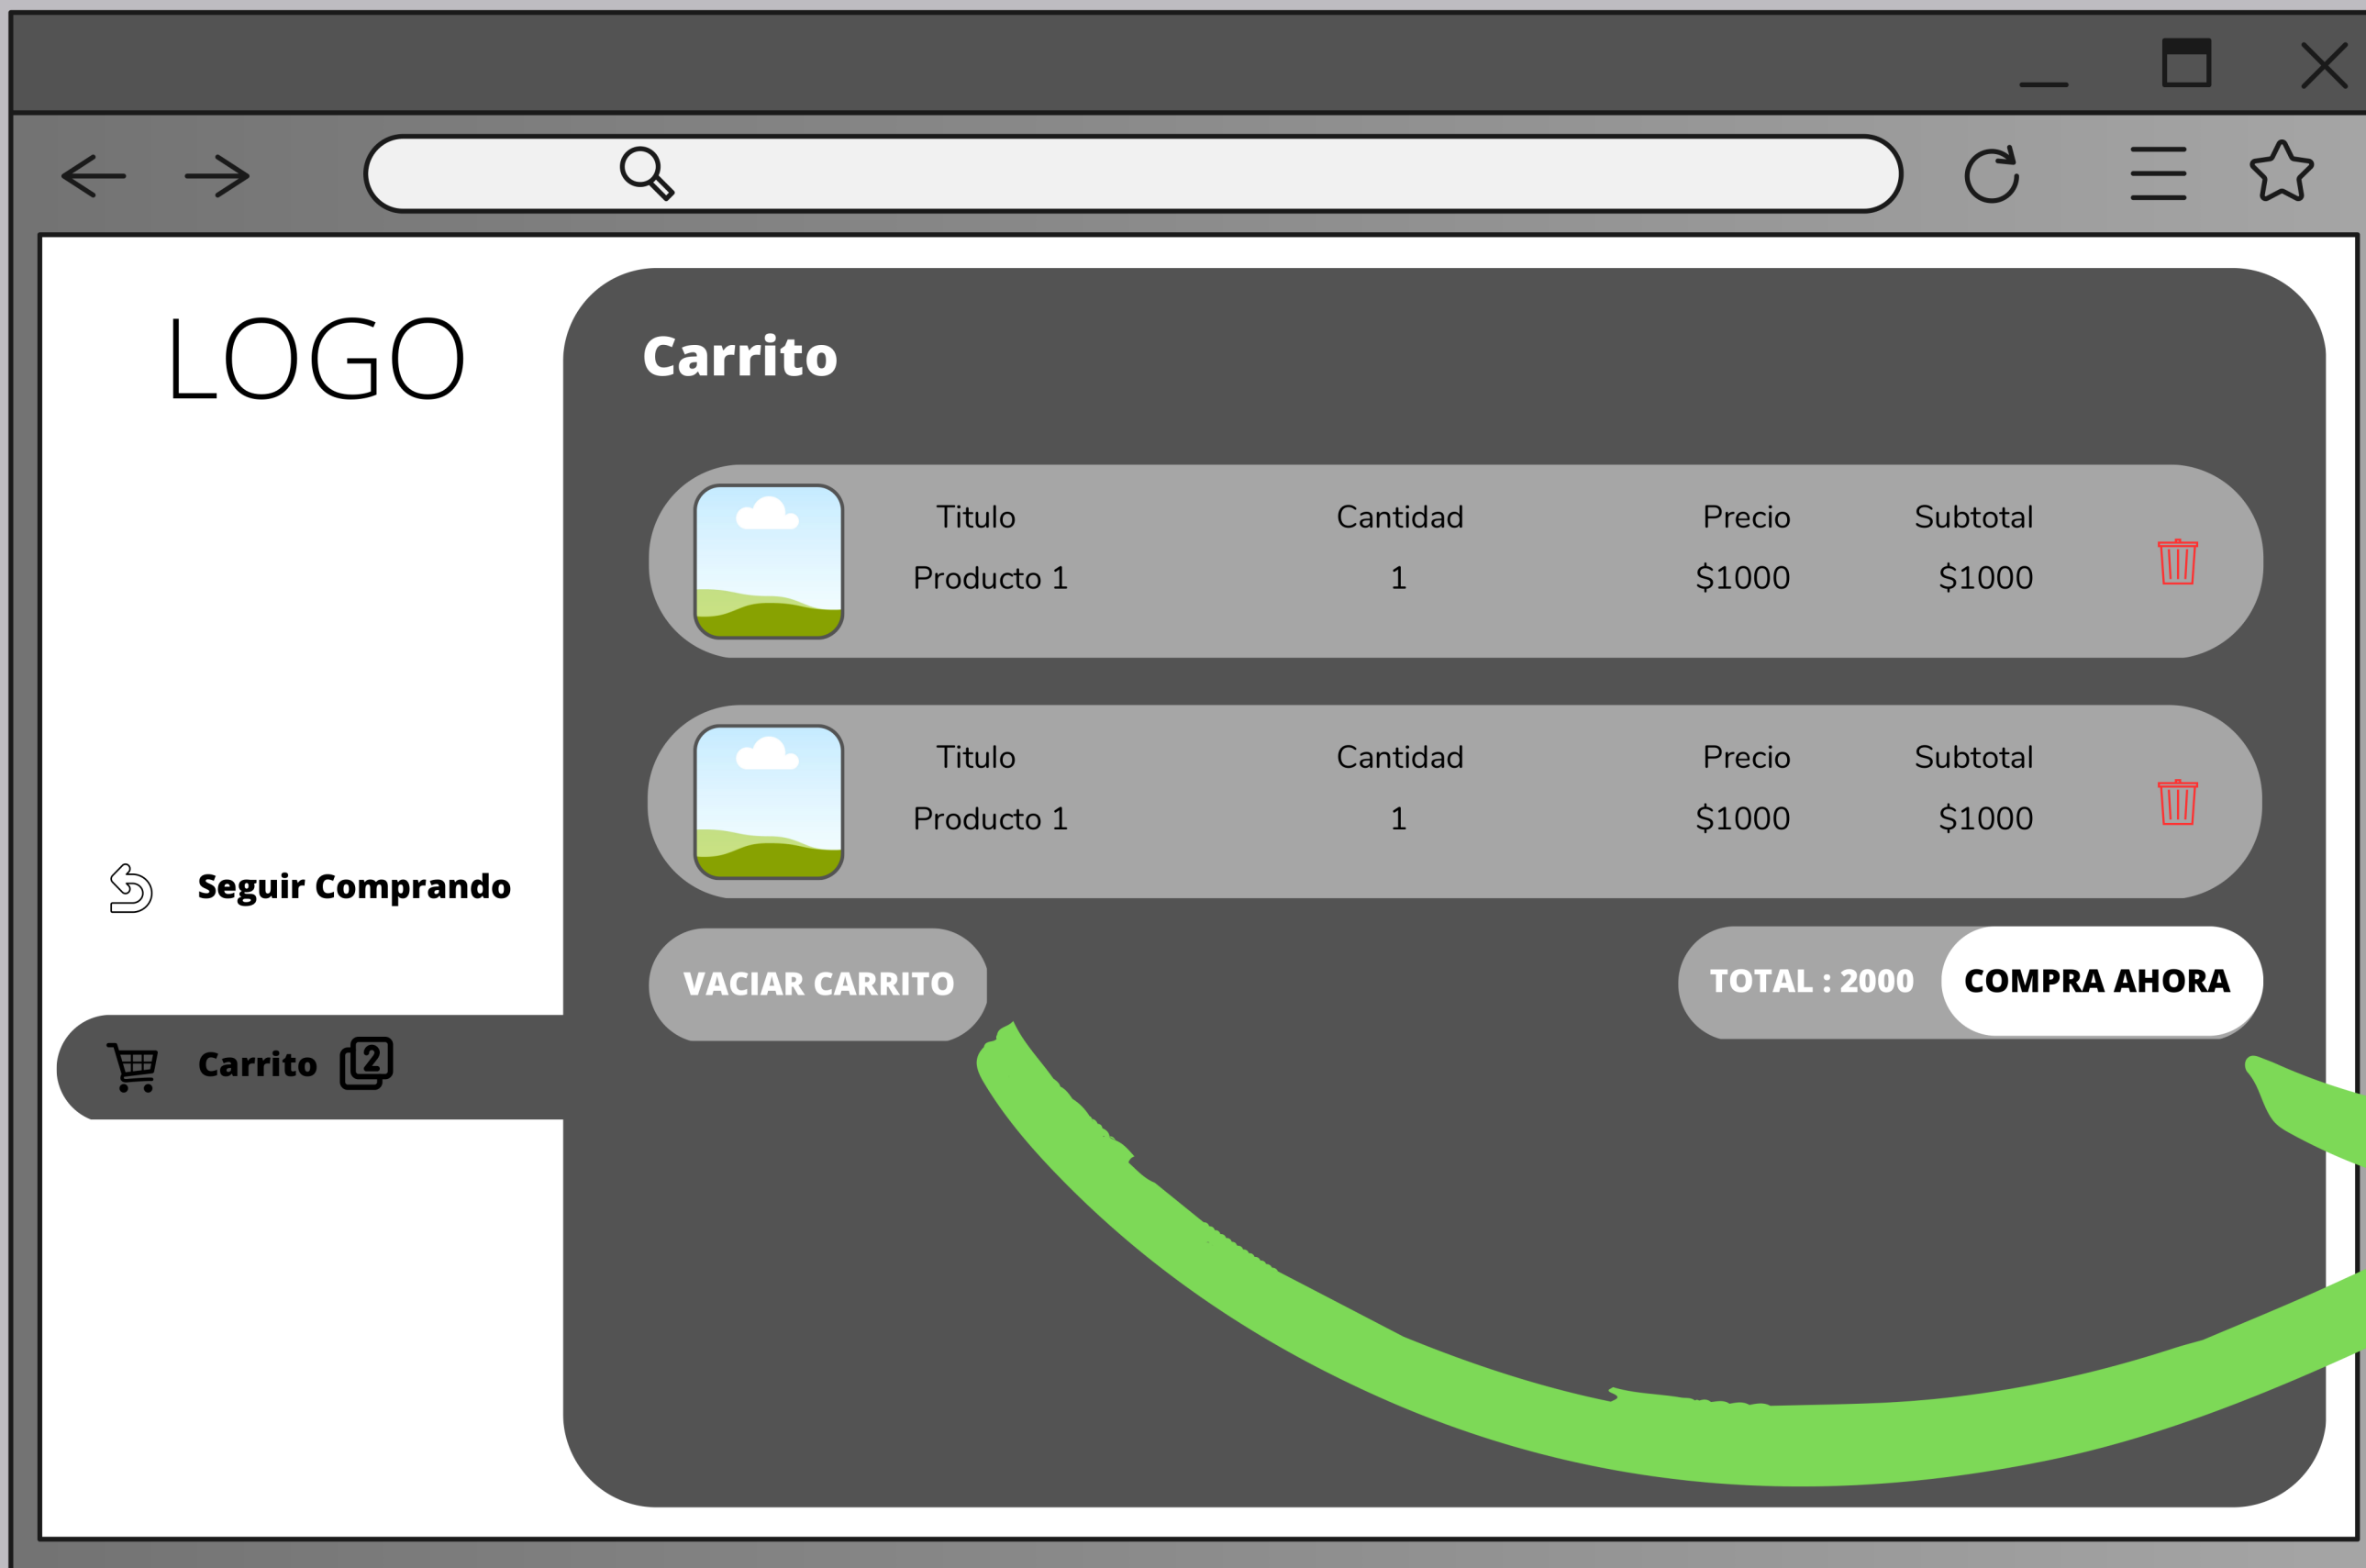 LOGO
Carrito
Titulo Cantidad Precio Subtotal
Producto 1 1 $1000 $1000
Titulo Cantidad Precio Subtotal
Producto 1 1 $1000 $1000
Seguir Comprando
VACIAR CARRITO
TOTAL : 2000 COMPRA AHORA
Carrito 2